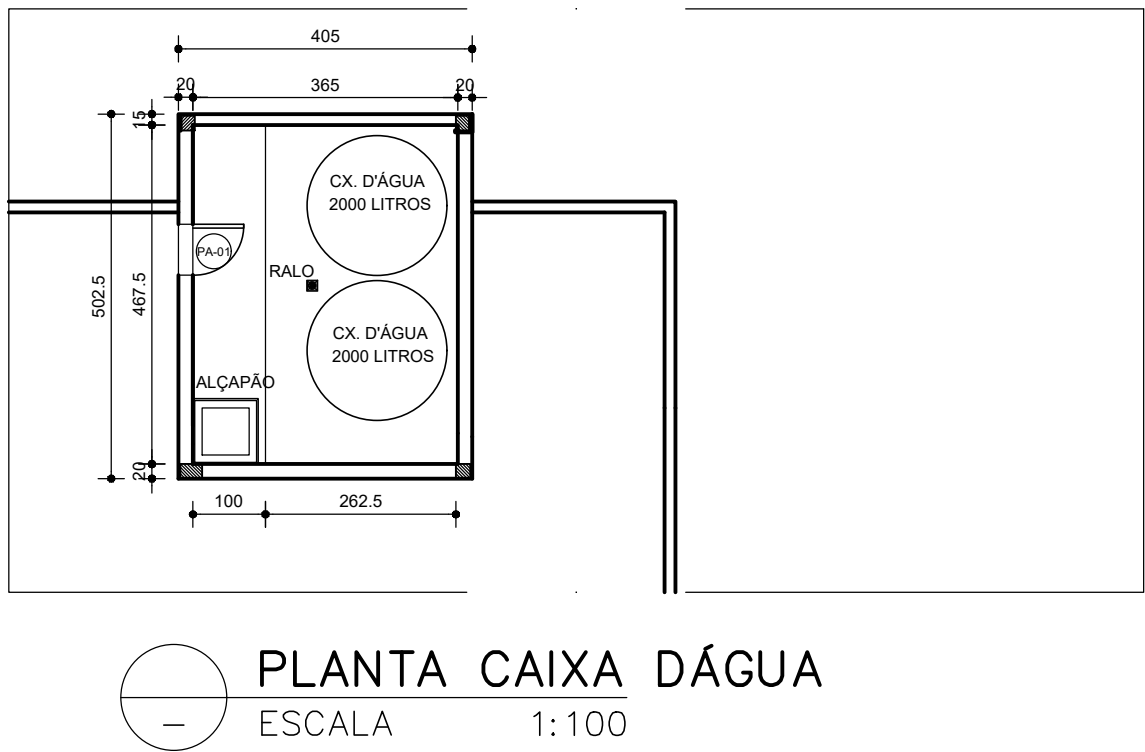 405
20
365
20
15
CX. D'ÁGUA
2000 LITROS
PA-01
RALO
502.5
467.5
CX. D'ÁGUA
2000 LITROS
ALÇAPÃO
20
100
262.5
PLANTA CAIXA DÁGUA
– ESCALA 1:100